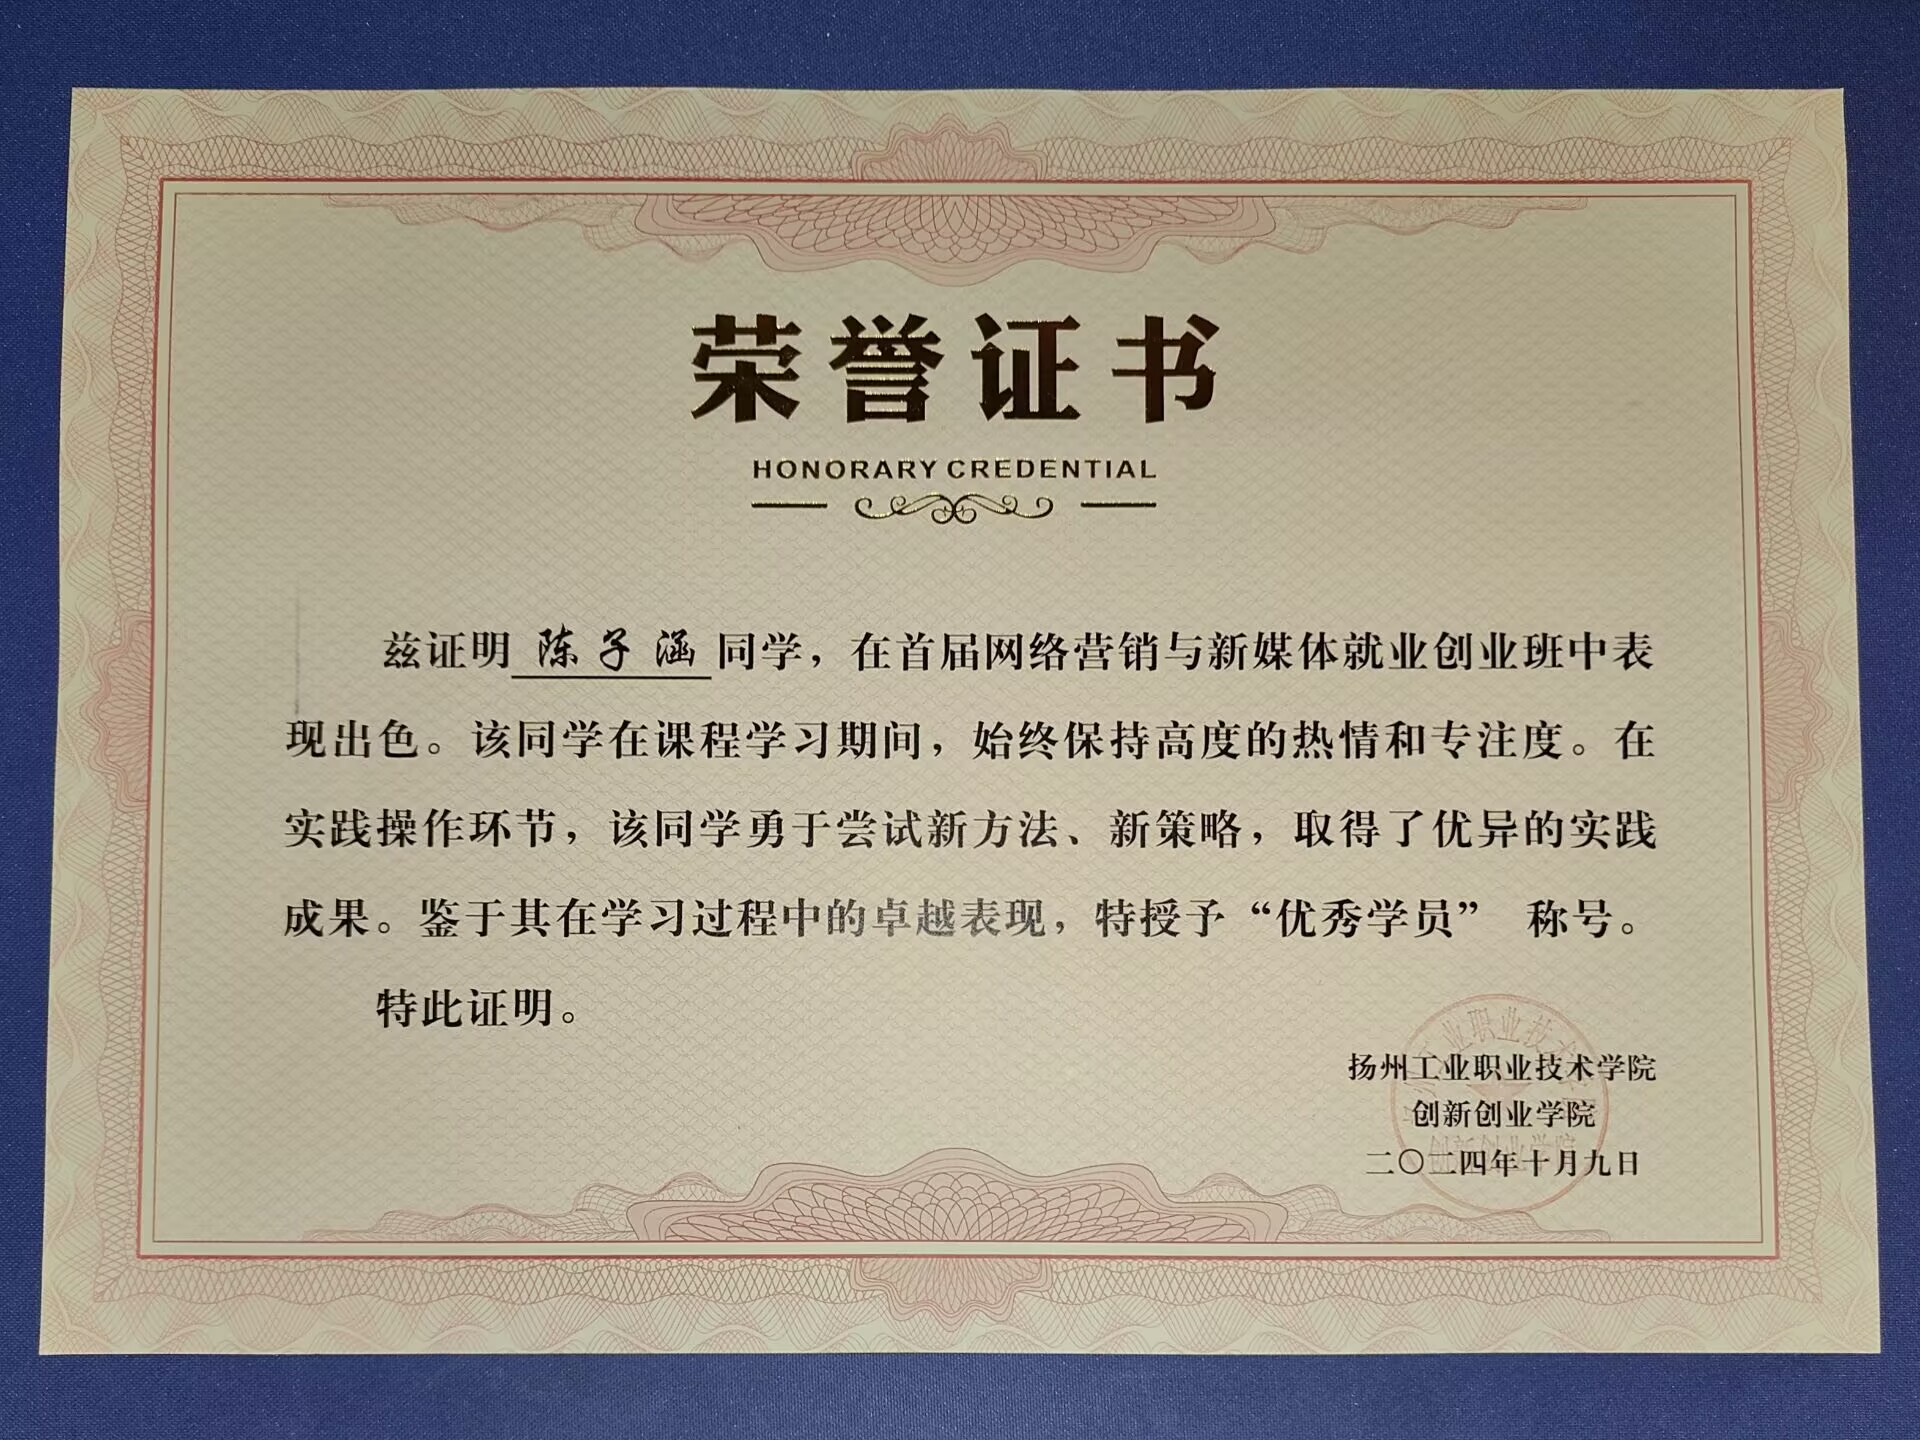 荣誉证书
HONORARY CREDENTIAL
兹证明 陈子涵 同学，在首届网络营销与新媒体就业创业班中表
现出色。该同学在课程学习期间，始终保持高度的热情和专注度。在
实践操作环节，该同学勇于尝试新方法、新策略，取得了优异的实践
成果。鉴于其在学习过程中的卓越表现，特授予“优秀学员” 称号。
特此证明。
扬州工业职业技术学院
创新创业学院
二〇二四年十月九日